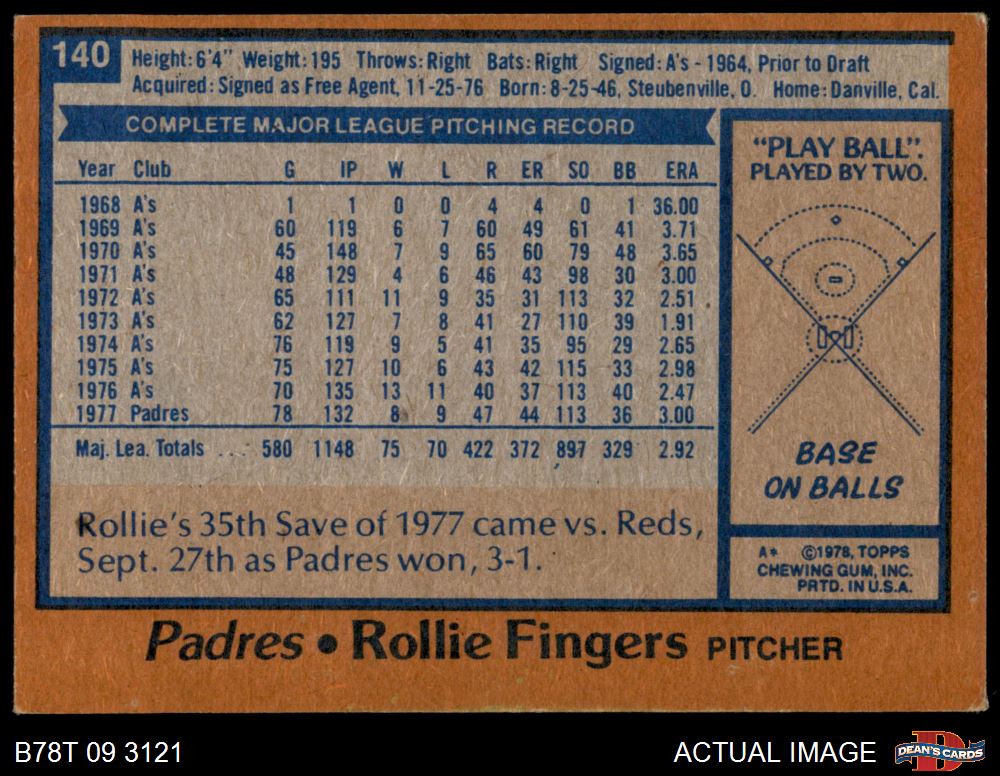 140
Height: 6'4" Weight: 195 Throws: Right Bats: Right Signed: A's - 1964, Prior to Draft
Acquired: Signed as Free Agent, 11-25-76 Born: 8-25-46, Steubenville, O. Home: Danville, Cal.
COMPLETE MAJOR LEAGUE PITCHING RECORD
Year Club G IP W L R ER SO BB ERA
1968 A's 1 1 0 0 4 4 0 1 36.00
1969 A's 60 119 6 7 60 49 61 41 3.71
1970 A's 45 148 7 9 65 60 79 48 3.65
1971 A's 48 129 4 6 46 43 98 30 3.00
1972 A's 65 111 11 9 35 31 113 32 2.51
1973 A's 62 127 7 8 41 27 110 39 1.91
1974 A's 76 119 9 5 41 35 95 29 2.65
1975 A's 75 127 10 6 43 42 115 33 2.98
1976 A's 70 135 13 11 40 37 113 40 2.47
1977 Padres 78 132 8 9 47 44 113 36 3.00
Maj. Lea. Totals ... 580 1148 75 70 422 372 897 329 2.92
Rollie's 35th Save of 1977 came vs. Reds,
Sept. 27th as Padres won, 3-1.
"PLAY BALL".
PLAYED BY TWO.
BASE
ON BALLS
A* ©1978, TOPPS
CHEWING GUM, INC.
PRTD. IN U.S.A.
Padres • Rollie Fingers PITCHER
B78T 09 3121
ACTUAL IMAGE
D
DEAN'S CARDS